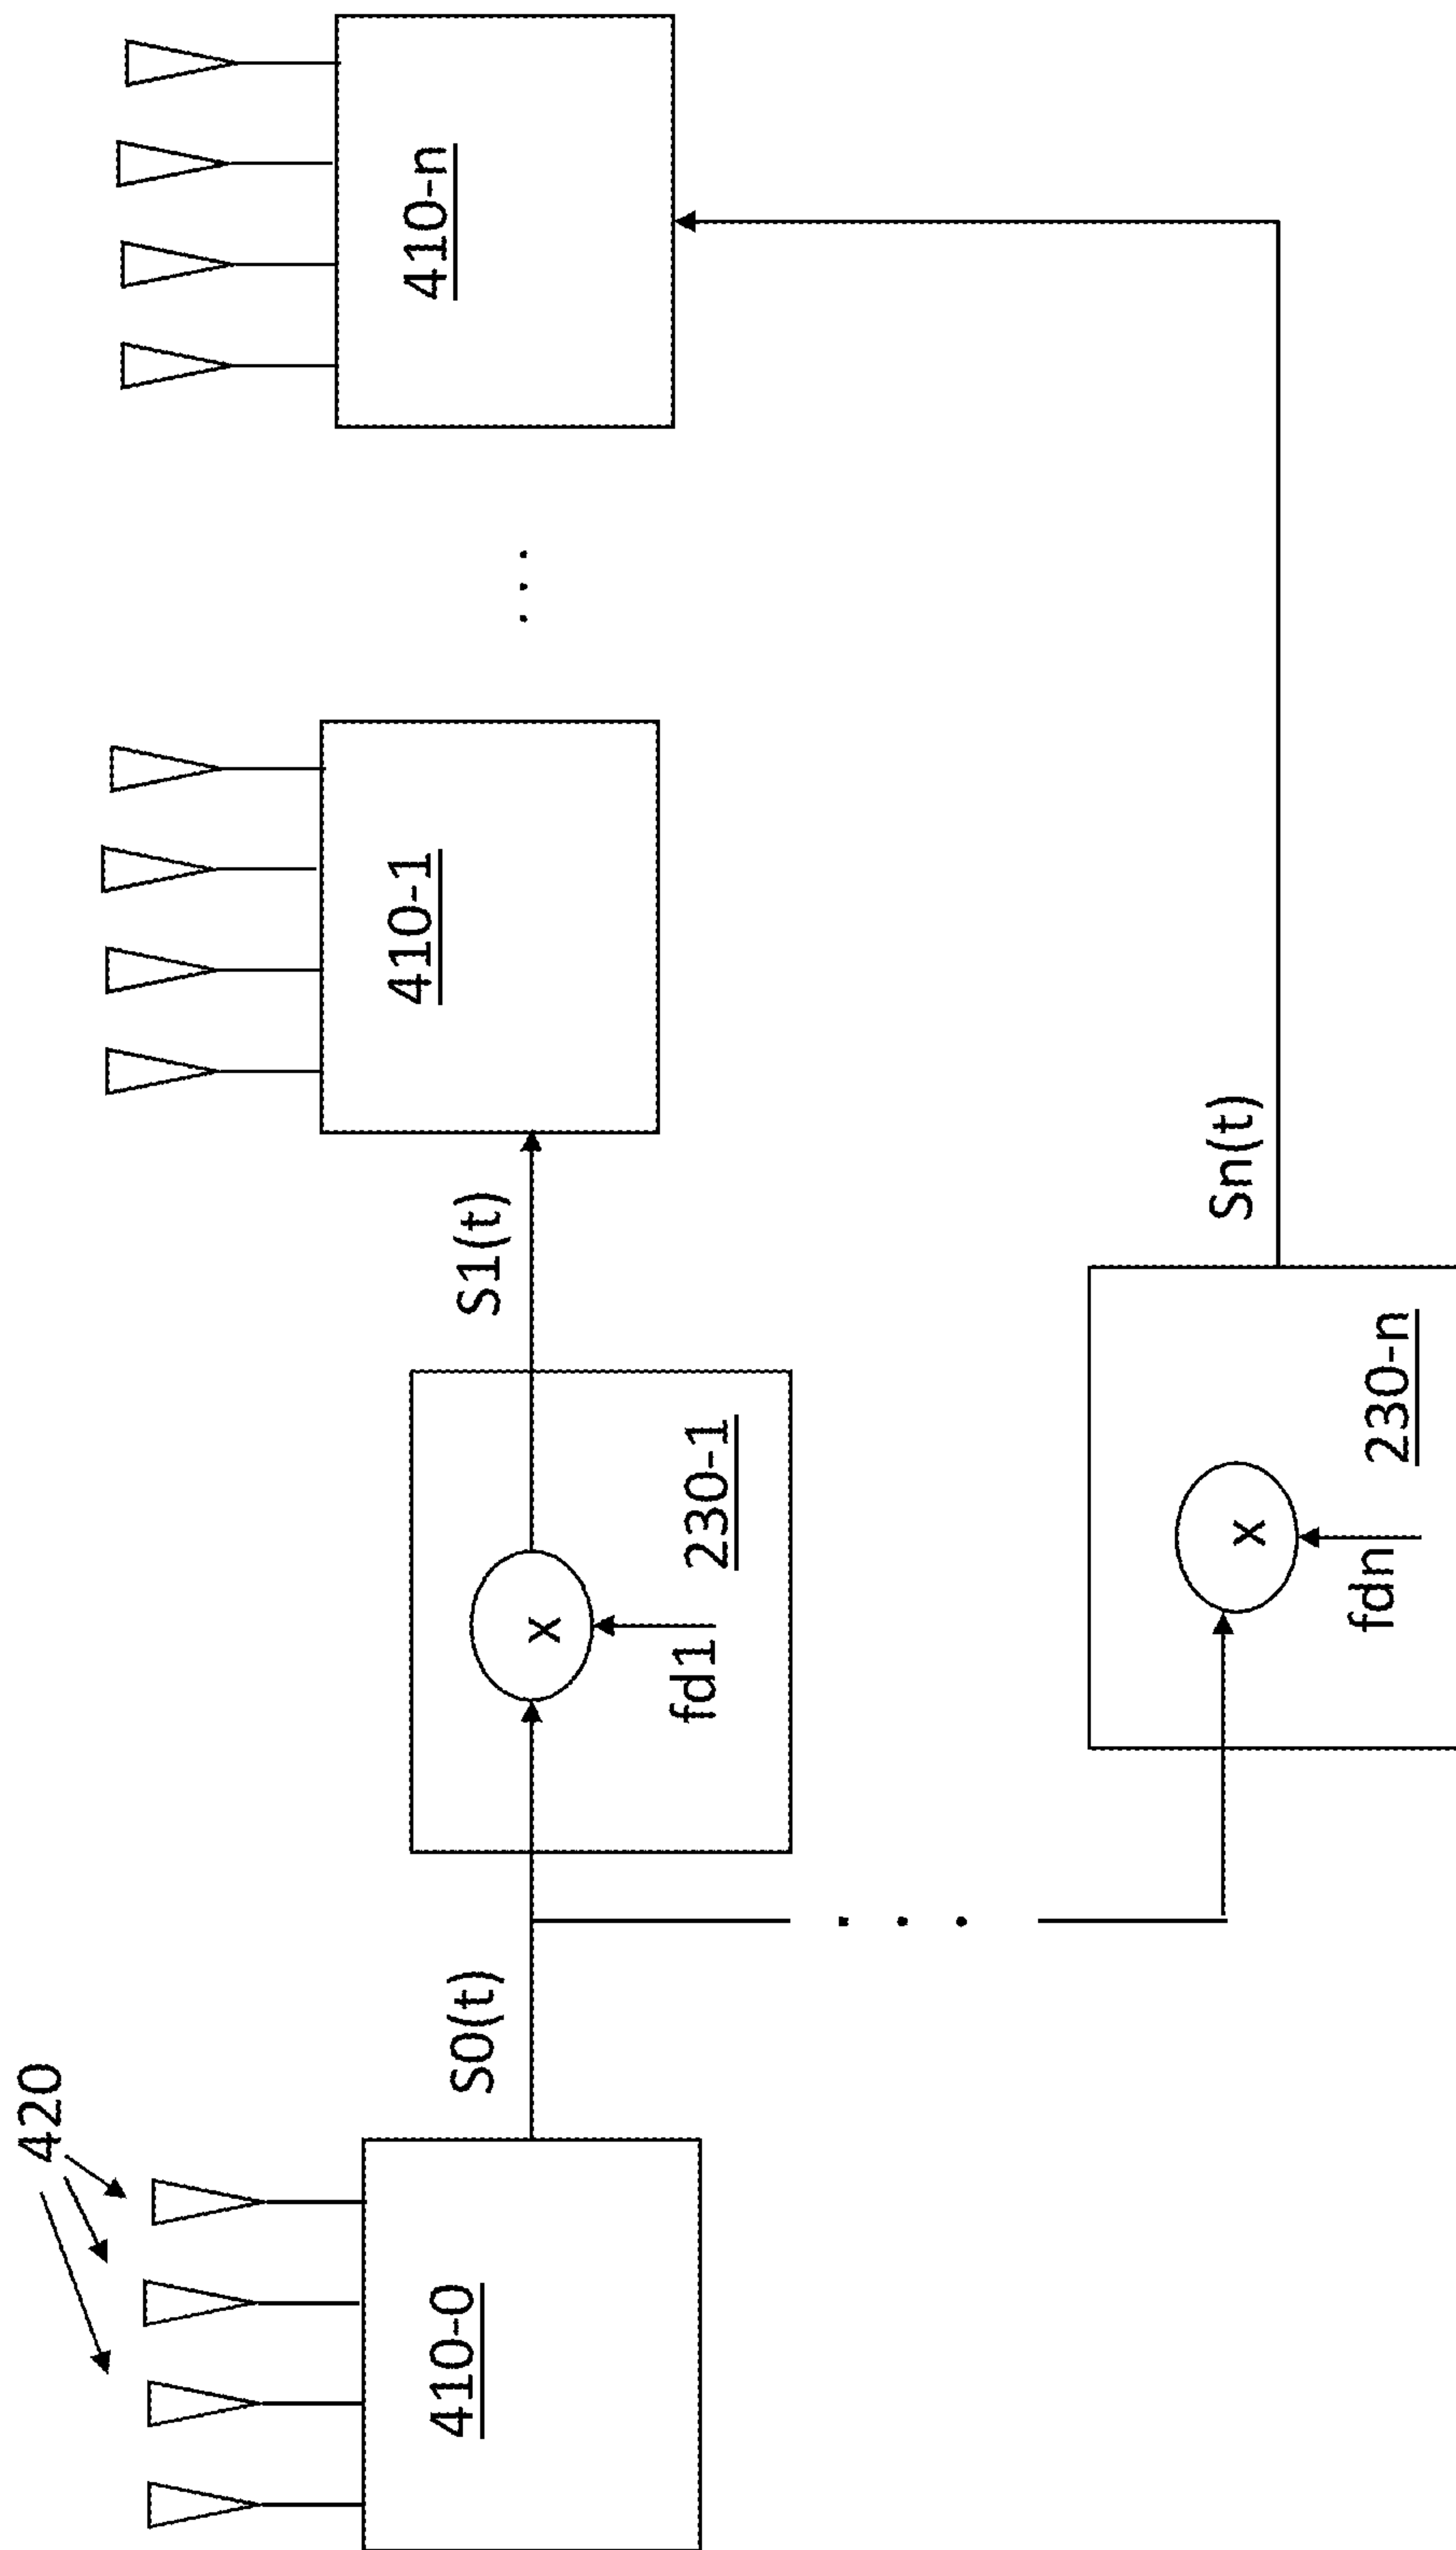 420
410-0
S0(t)
fd1
x
230-1
S1(t)
410-1
. . .
410-n
. . .
fdn
x
230-n
Sn(t)